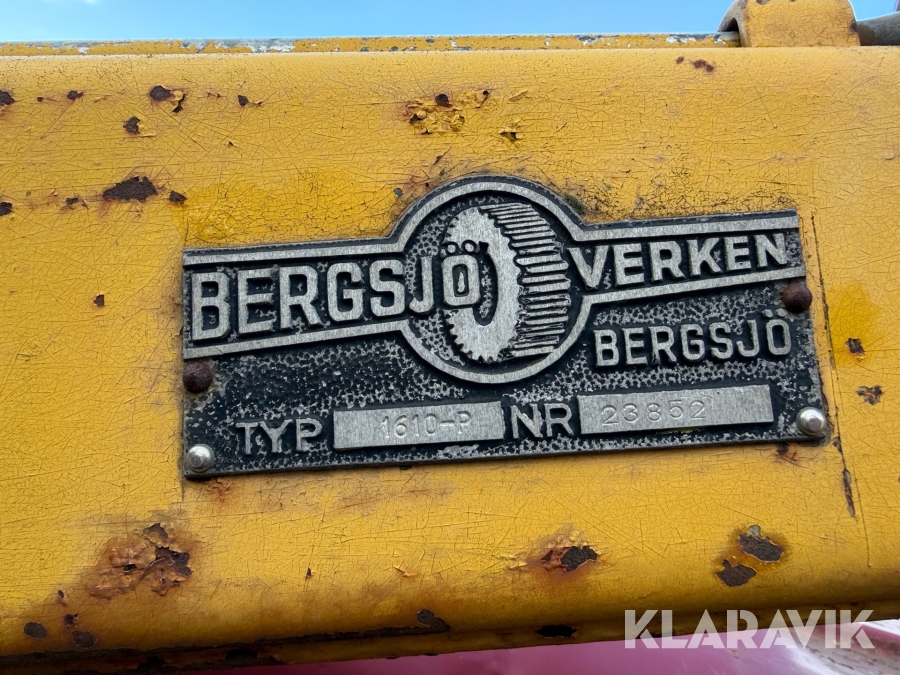 BERGSJÖ VERKEN
BERGSJÖ
TYP 1610-P NR 23852
KLARAVIK